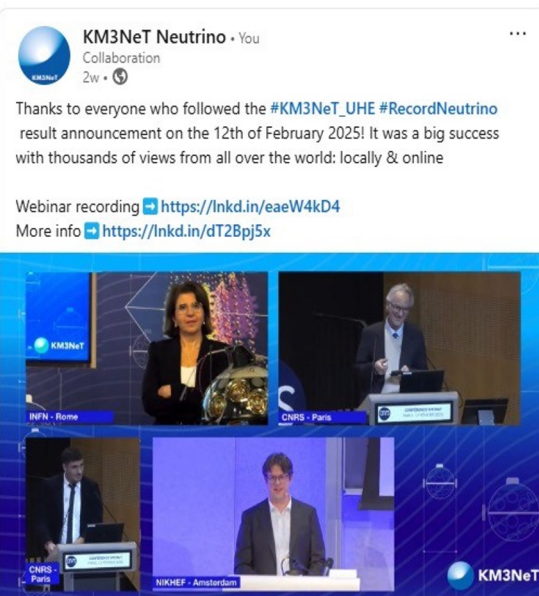 KM3NeT Neutrino • You
Collaboration
2w •
Thanks to everyone who followed the #KM3NeT_UHE #RecordNeutrino
result announcement on the 12th of February 2025! It was a big success
with thousands of views from all over the world: locally & online
Webinar recording ➡ https://lnkd.in/eaeW4kD4
More info ➡ https://lnkd.in/dT2Bpj5x
KM3NeT
KM3NeT
INFN - Rome
CNRS - Paris
CNRS -
Paris
NIKHEF - Amsterdam
KM3NeT